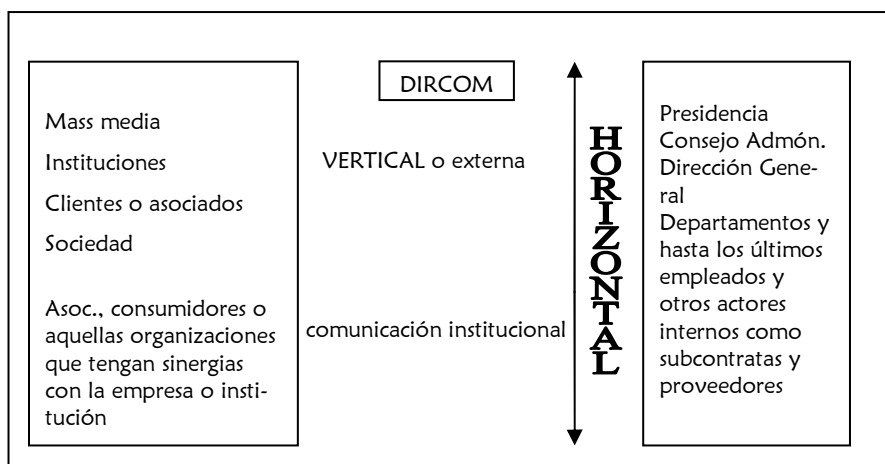 Mass media
Instituciones
Clientes o asociados
Sociedad
Asoc., consumidores o
aquellas organizaciones
que tengan sinergias
con la empresa o insti-
tución
DIRCOM
VERTICAL o externa
comunicación institucional
HORIZONTAL
Presidencia
Consejo Admón.
Dirección Gene-
ral
Departamentos y
hasta los últimos
empleados y
otros actores
internos como
subcontratas y
proveedores